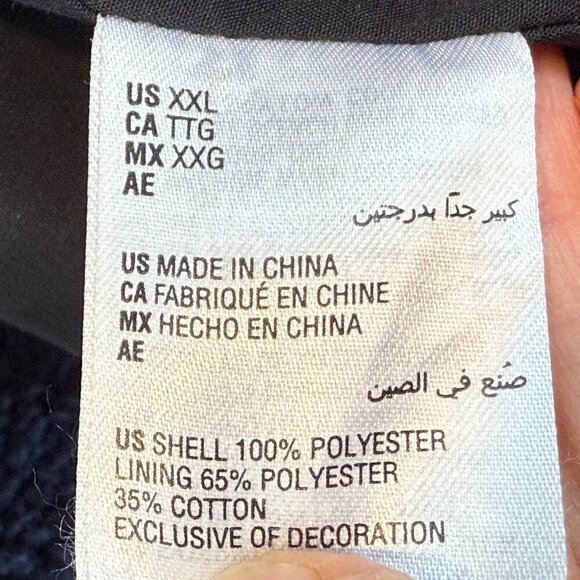 US XXL
CA TTG
MX XXG
AE
كبير جدًا بدرجتين
US MADE IN CHINA
CA FABRIQUÉ EN CHINE
MX HECHO EN CHINA
AE
صُنع في الصين
US SHELL 100% POLYESTER
LINING 65% POLYESTER
35% COTTON
EXCLUSIVE OF DECORATION